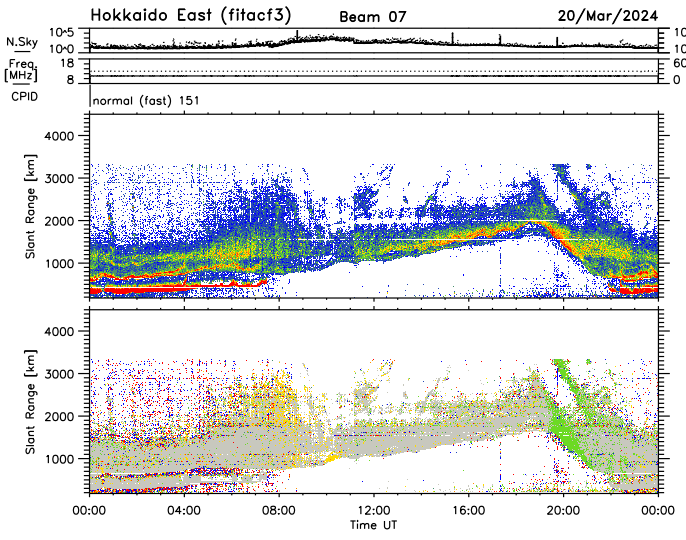 Hokkaido East (fitacf3) Beam 07 20/Mar/2024
N.Sky 10^5 10^0 10 10
Freq. [MHz] 18 8 60 0
CPID normal (fast) 151
Slant Range [km] 4000 3000 2000 1000
Slant Range [km] 4000 3000 2000 1000
00:00 04:00 08:00 12:00 16:00 20:00 00:00
Time UT